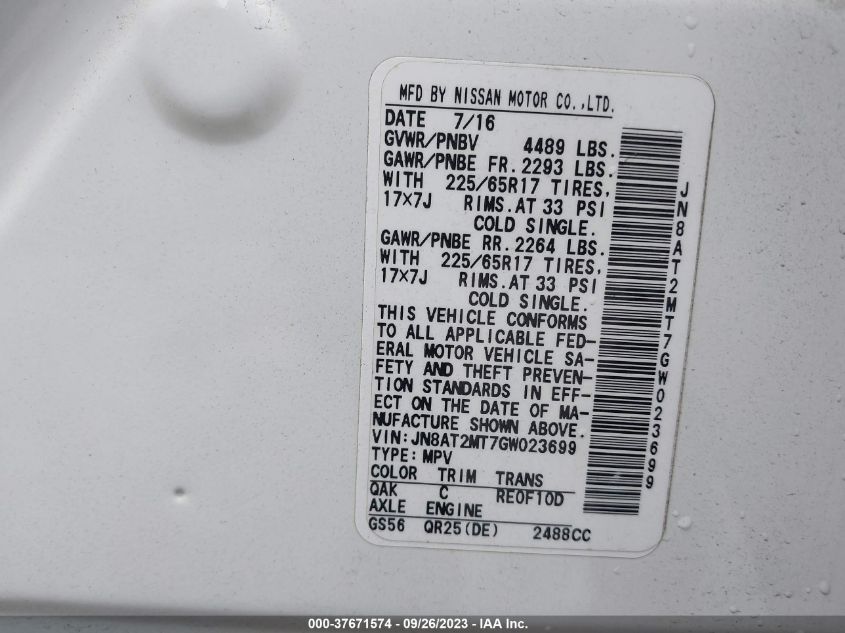 MFD BY NISSAN MOTOR CO.,LTD.
DATE 7/16
GVWR/PNBV 4489 LBS.
GAWR/PNBE FR. 2293 LBS.
WITH 225/65R17 TIRES,
17×7J RIMS. AT 33 PSI
COLD SINGLE.
GAWR/PNBE RR. 2264 LBS.
WITH 225/65R17 TIRES,
17×7J RIMS. AT 33 PSI
COLD SINGLE.
THIS VEHICLE CONFORMS
TO ALL APPLICABLE FED-
ERAL MOTOR VEHICLE SA-
FETY AND THEFT PREVEN-
TION STANDARDS IN EFF-
ECT ON THE DATE OF MA-
NUFACTURE SHOWN ABOVE.
VIN: JN8AT2MT7GW023699
TYPE: MPV
COLOR TRIM TRANS
QAK C RE0F10D
AXLE ENGINE
GS56 QR25(DE) 2488CC
JN8AT2MT7GW023699
000-37671574 - 09/26/2023 - IAA Inc.